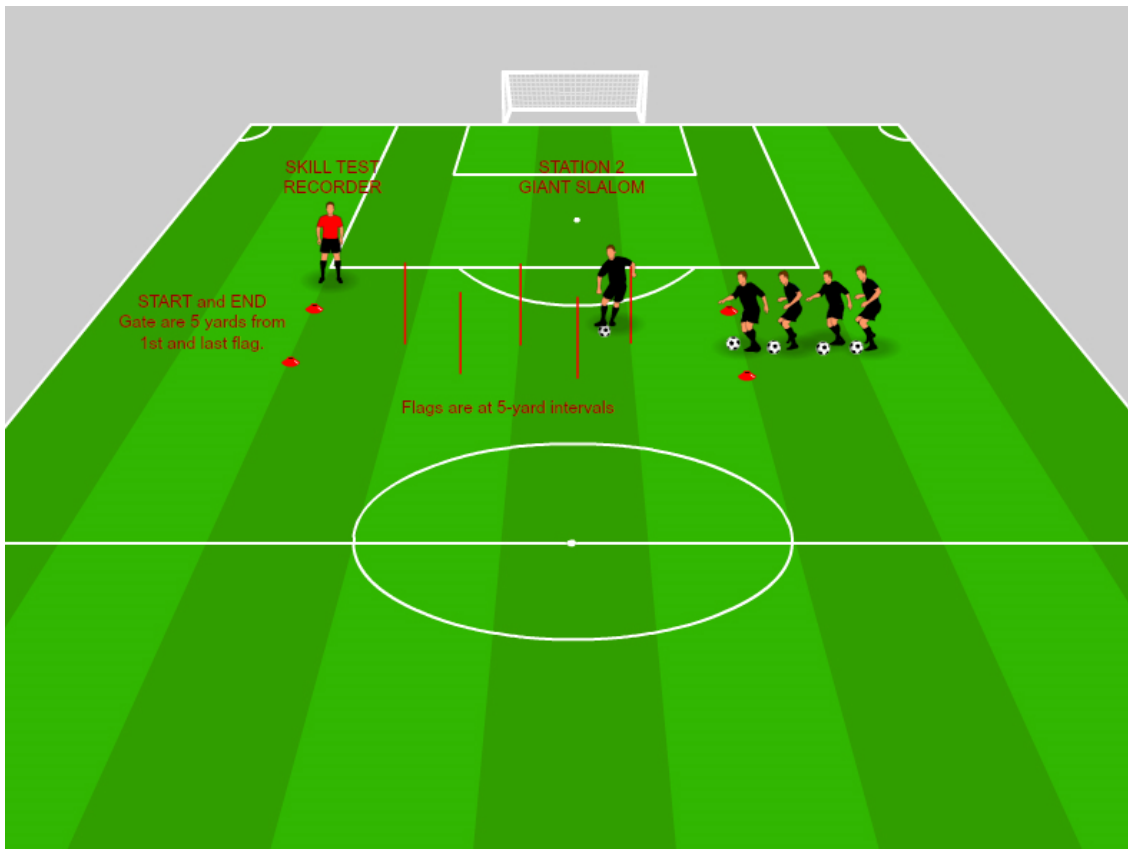 SKILL TEST
RECORDER
STATION 2
GIANT SLALOM
START and END
Gate are 5 yards from
1st and last flag.
Flags are at 5-yard intervals